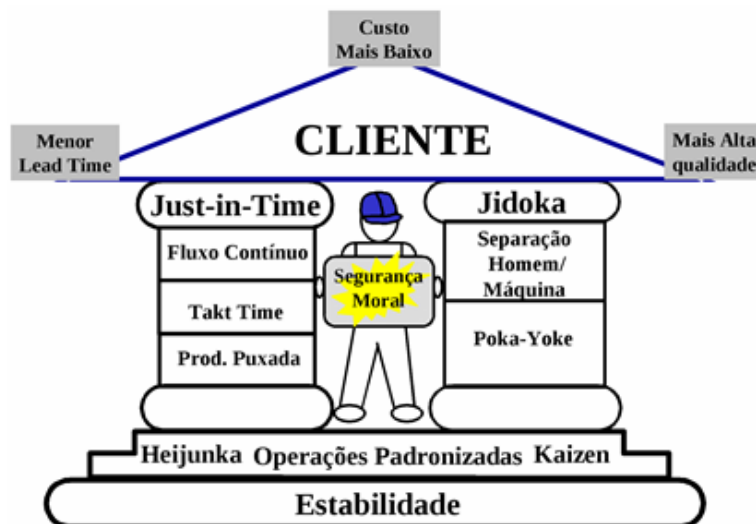 Custo
Mais Baixo
Menor
Lead Time
CLIENTE
Mais Alta
qualidade
Just-in-Time
Jidoka
Fluxo Contínuo
Takt Time
Prod. Puxada
Segurança
Moral
Separação
Homem/
Máquina
Poka-Yoke
Heijunka Operações Padronizadas Kaizen
Estabilidade